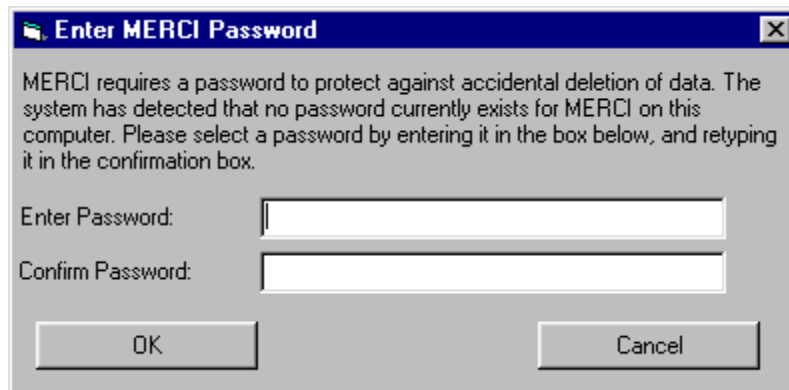 Enter MERCI Password
MERCI requires a password to protect against accidental deletion of data. The
system has detected that no password currently exists for MERCI on this
computer. Please select a password by entering it in the box below, and retyping
it in the confirmation box.
Enter Password:
Confirm Password:
OK Cancel